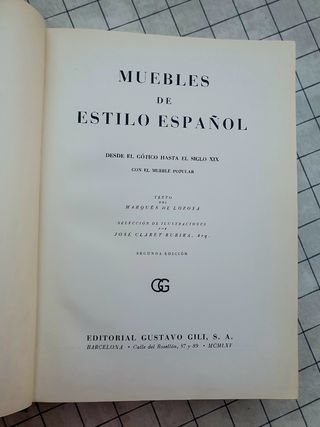 MUEBLES
DE
ESTILO ESPAÑOL
DESDE EL GÓTICO HASTA EL SIGLO XIX
CON EL MUEBLE POPULAR
TEXTO
DEL
MARQUÉS DE LOZOYA
SELECCIÓN DE ILUSTRACIONES
POR
JOSÉ CLARET RUBIRA, Arq.
SEGUNDA EDICIÓN
GG
EDITORIAL GUSTAVO GILI, S. A.
BARCELONA · Calle del Rosellón, 87 y 89 · MCMLXV